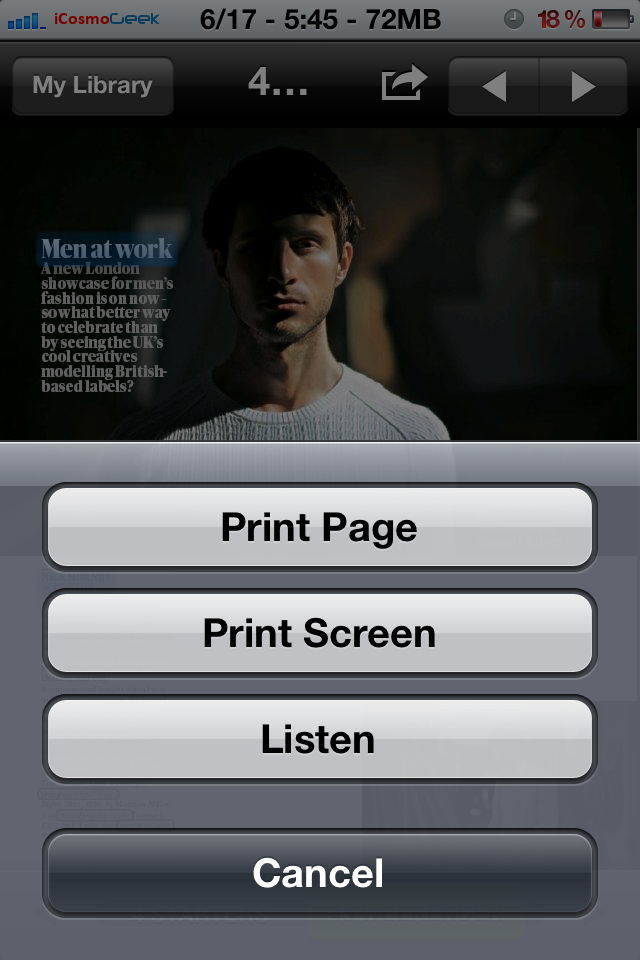 iCosmoGeek 6/17 - 5:45 - 72MB 18 %
My Library 4...
Men at work
A new London
showcase for men's
fashion is on now -
so what better way
to celebrate than
by seeing the UK's
cool creatives
modelling British-
based labels?
Print Page
Print Screen
Listen
Cancel